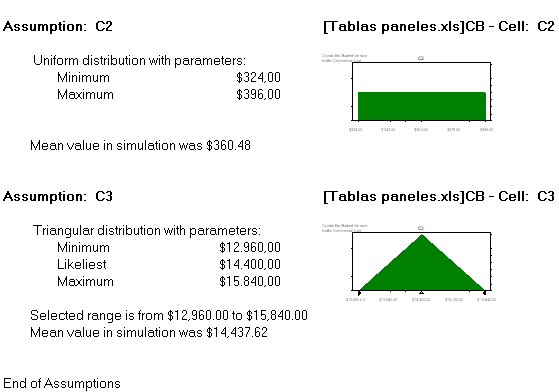 Assumption: C2
[Tablas paneles.xls]CB - Cell: C2
Uniform distribution with parameters:
Minimum $324,00
Maximum $396,00
C2
Mean value in simulation was $360.48
Assumption: C3
[Tablas paneles.xls]CB - Cell: C3
Triangular distribution with parameters:
Minimum $12.960,00
Likeliest $14.400,00
Maximum $15.840,00
C3
Selected range is from $12,960.00 to $15,840.00
Mean value in simulation was $14,437.62
End of Assumptions